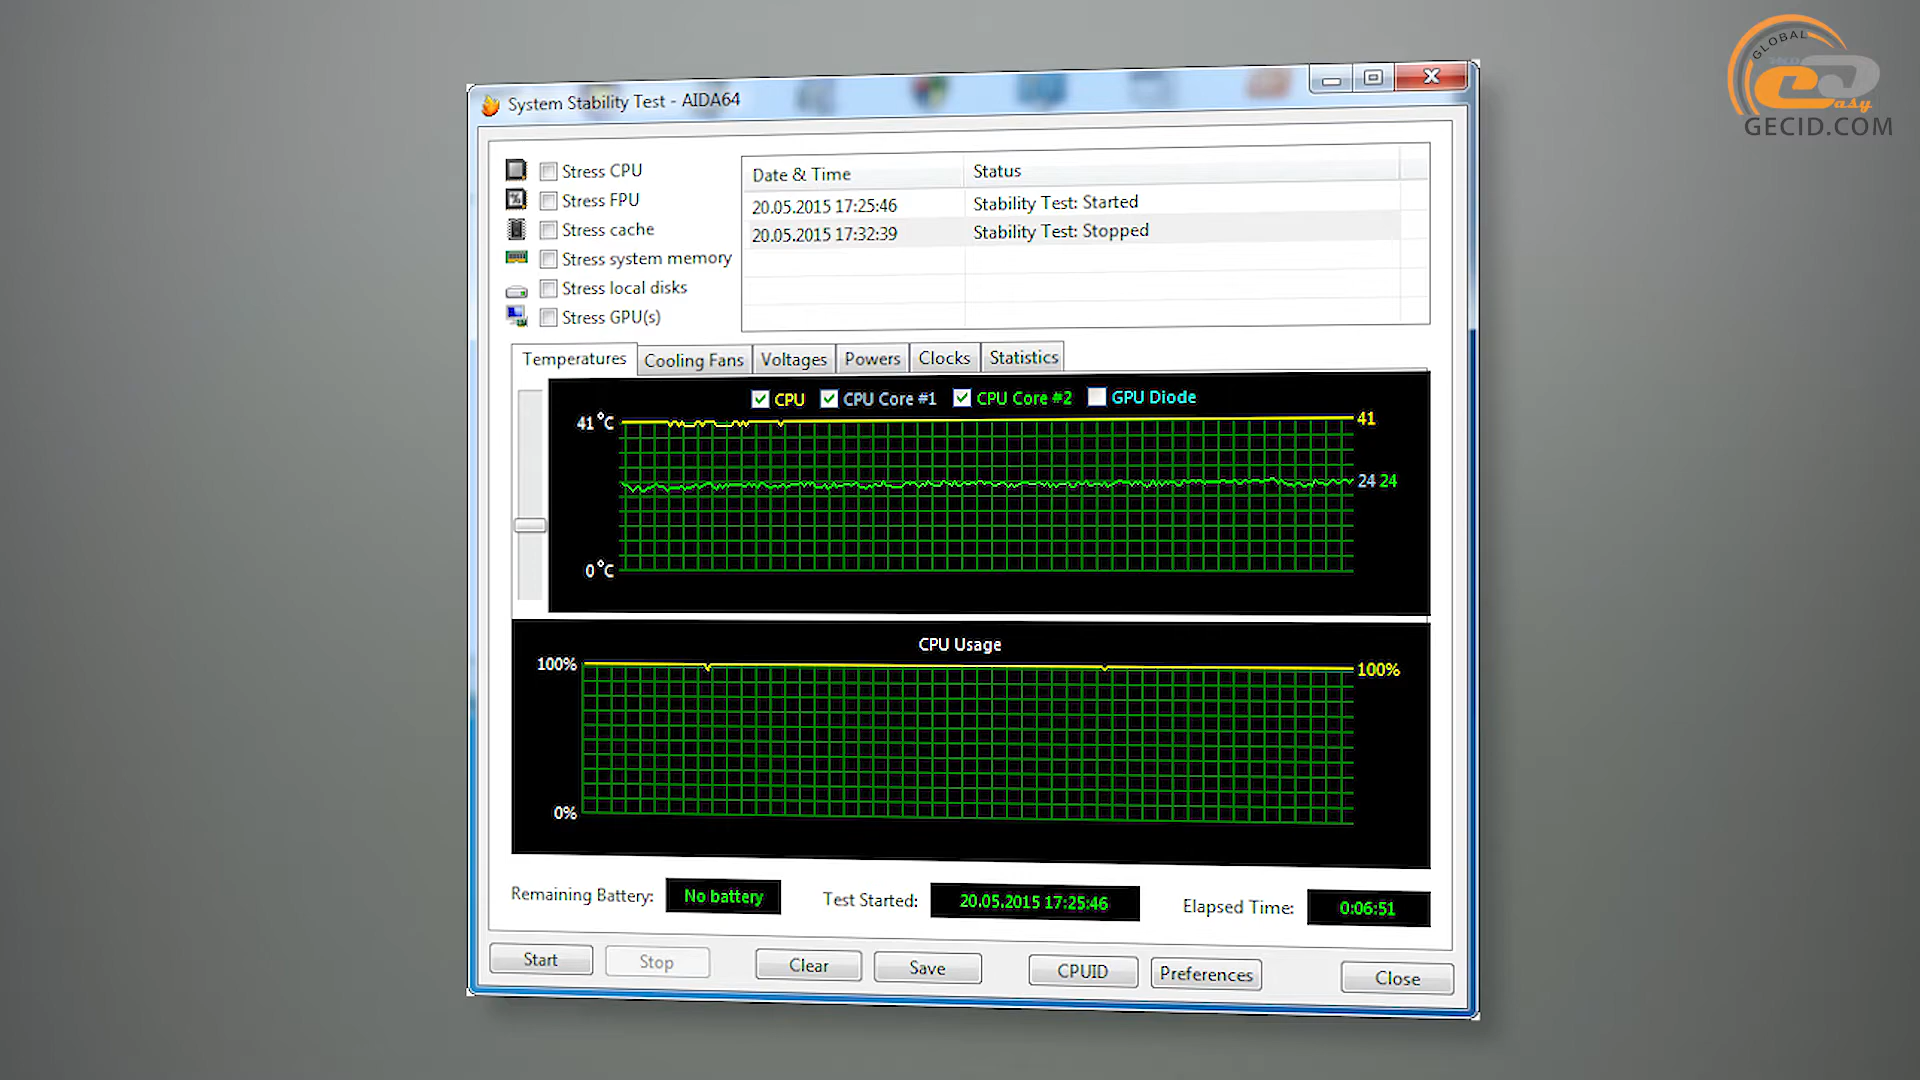 GLOBAL
easy
GECID.COM
System Stability Test - AIDA64
Stress CPU
Stress FPU
Stress cache
Stress system memory
Stress local disks
Stress GPU(s)
Date & Time Status
20.05.2015 17:25:46 Stability Test: Started
20.05.2015 17:32:39 Stability Test: Stopped
Temperatures Cooling Fans Voltages Powers Clocks Statistics
CPU CPU Core #1 CPU Core #2 GPU Diode
41°C 41
24 24
0°C
CPU Usage
100% 100%
0%
Remaining Battery: No battery Test Started: 20.05.2015 17:25:46 Elapsed Time: 0:06:51
Start Stop Clear Save CPUID Preferences Close